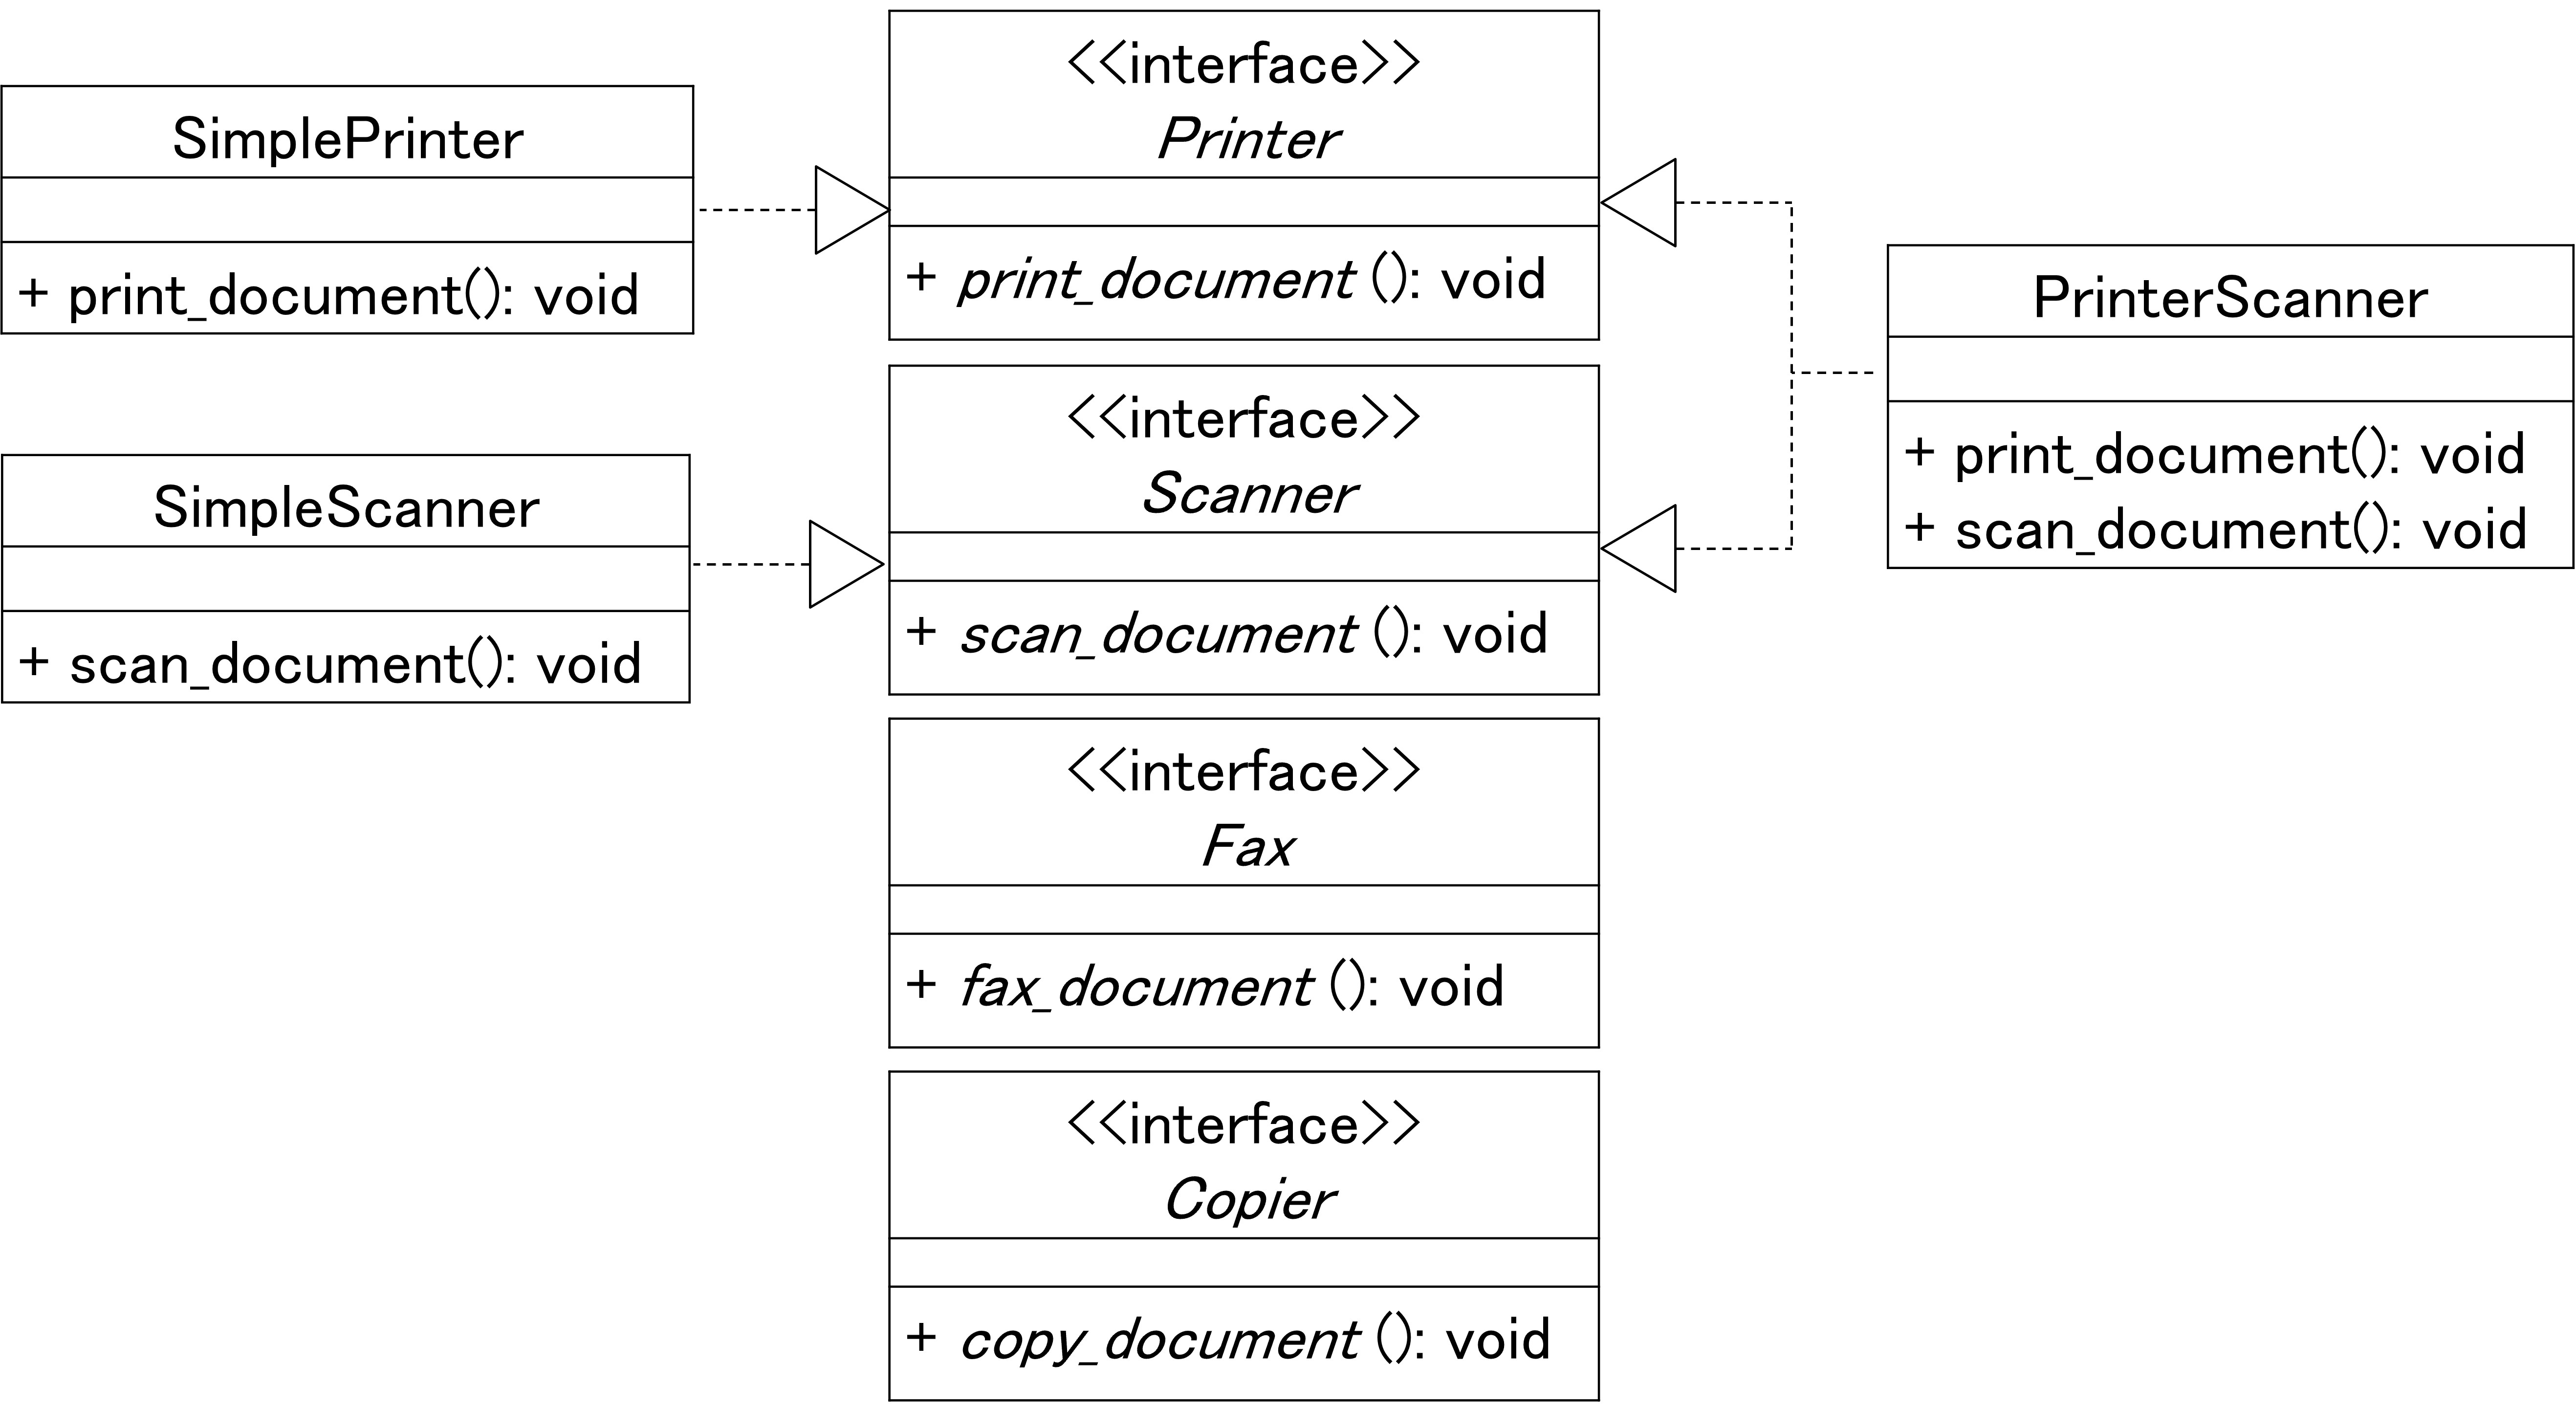 SimplePrinter
+ print_document(): void
SimpleScanner
+ scan_document(): void
<<interface>>
Printer
+ print_document (): void
<<interface>>
Scanner
+ scan_document (): void
<<interface>>
Fax
+ fax_document (): void
<<interface>>
Copier
+ copy_document (): void
PrinterScanner
+ print_document(): void
+ scan_document(): void